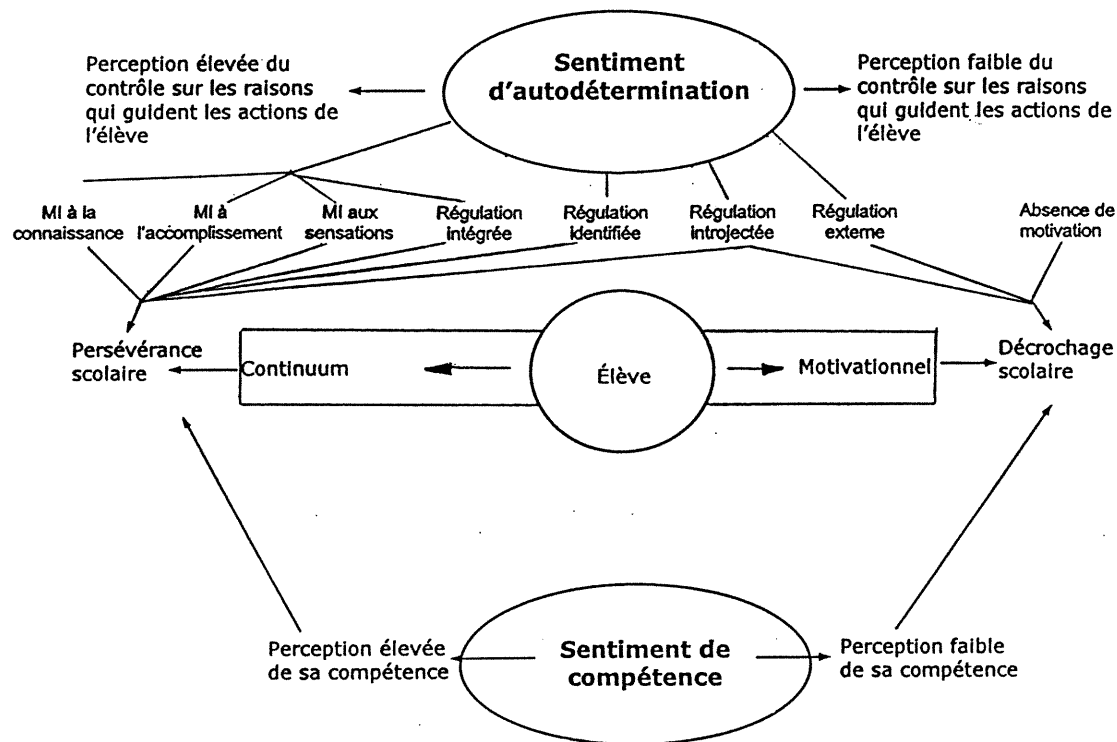 Sentiment
d'autodétermination
Perception élevée du
contrôle sur les raisons
qui guident les actions de
l'élève
Perception faible du
contrôle sur les raisons
qui guident les actions de
l'élève
MI à la
connaissance
MI à
l'accomplissement
MI aux
sensations
Régulation
intégrée
Régulation
identifiée
Régulation
introjectée
Régulation
externe
Absence de
motivation
Persévérance
scolaire
Continuum
Élève
Motivationnel
Décrochage
scolaire
Perception élevée
de sa compétence
Sentiment de
compétence
Perception faible
de sa compétence